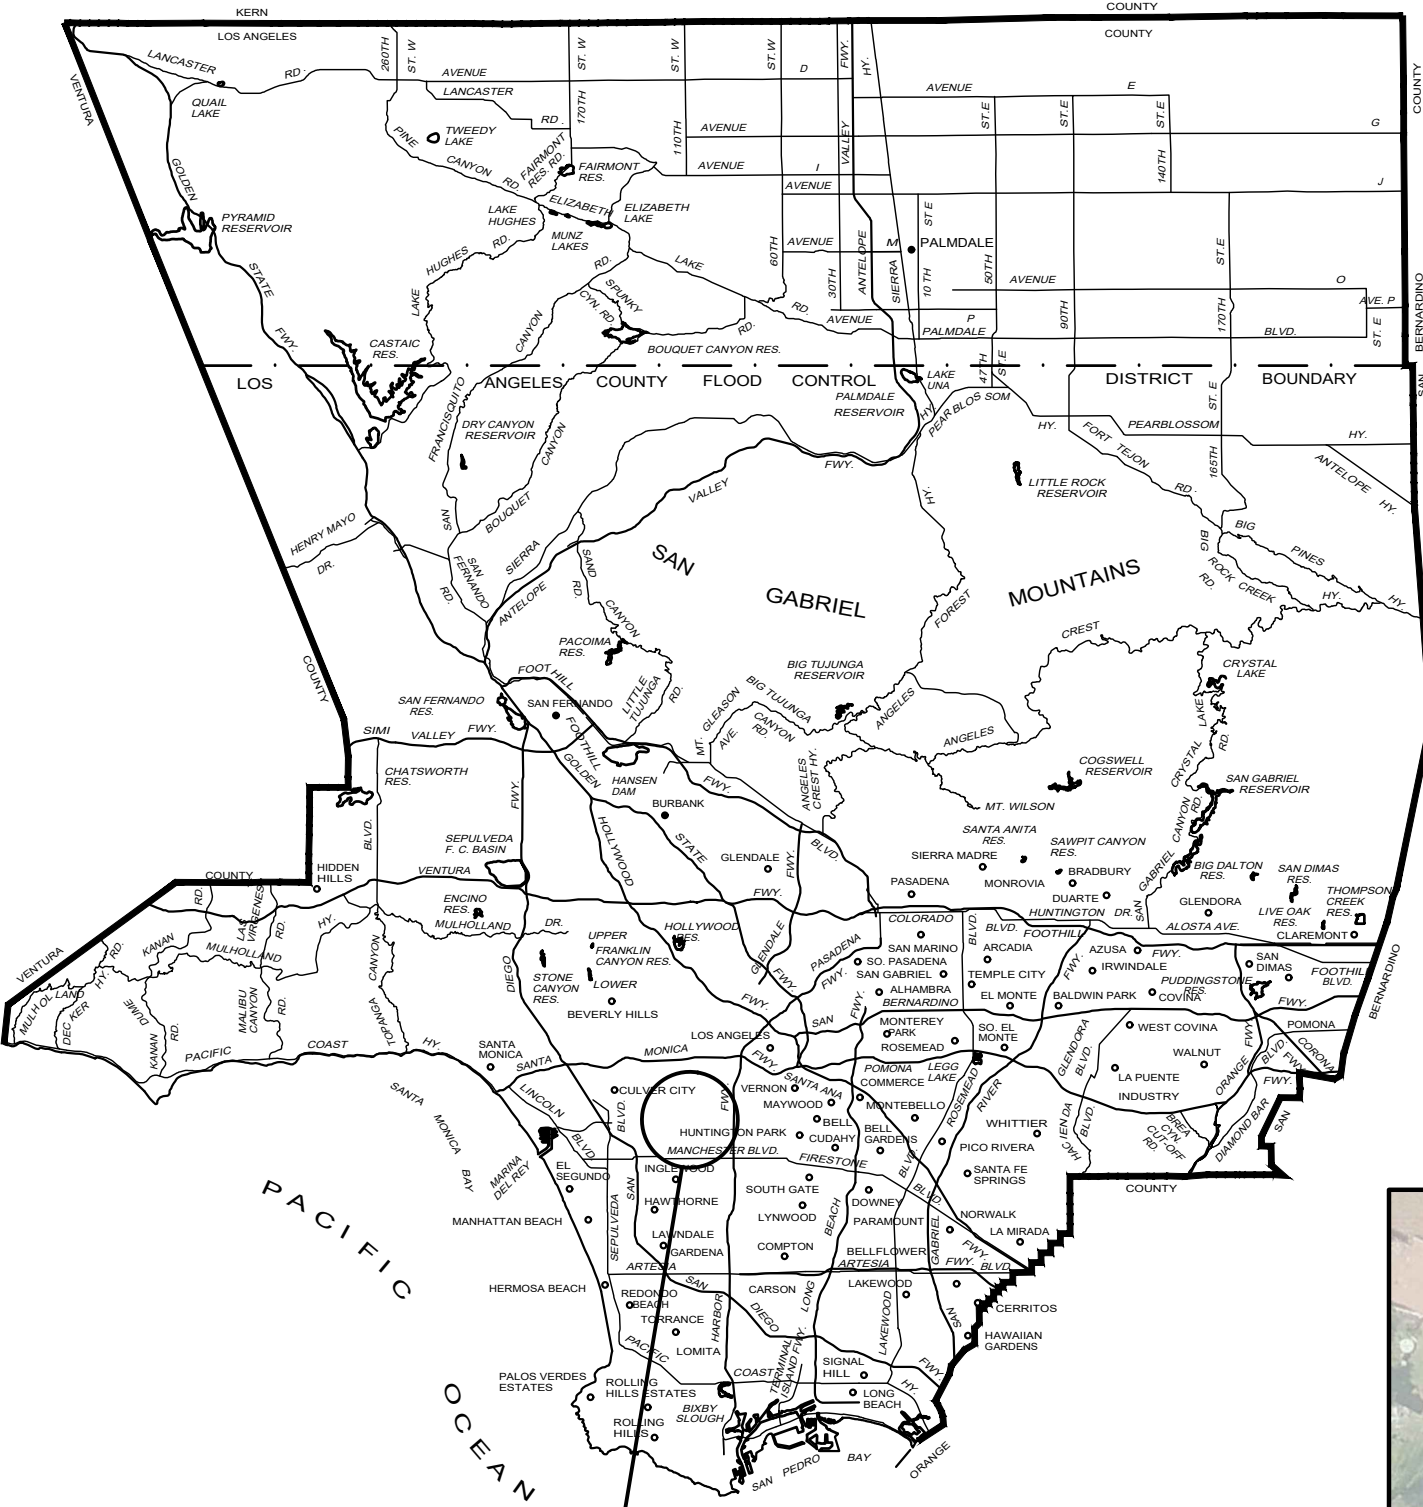 KERN
COUNTY
LOS ANGELES
COUNTY
LANCASTER
RD.
260TH
ST. W
AVENUE
LANCASTER
RD.
170TH
ST. W
ST. W
110TH
ST.W
D
FWY.
HY.
AVENUE
E
COUNTY
VENTURA
QUAIL
LAKE
PINE
CANYON
RD
TWEEDY
LAKE
FAIRMONT
RES. RD.
FAIRMONT
RES.
AVENUE
AVENUE
I
AVENUE
VALLEY
ST.E
ST.E
ST.E
140TH
G
J
GOLDEN
STATE
FWY
PYRAMID
RESERVOIR
LAKE
HUGHES
ELIZABETH
ELIZABETH
LAKE
MUNZ
LAKES
HUGHES
RD.
LAKE
RD.
LAKE
RD.
60TH
AVENUE
M
30TH
ANTELOPE
SIERRA
ST E
10 TH
PALMDALE
50TH
AVENUE
O
90TH
ST.E
170TH
AVE. P
ST. E
SAN
BERNARDINO
CANYON
CYN. RD.
SPUNKY
RD.
AVENUE
P
PALMDALE
BLVD.
CASTAIC
RES.
BOUQUET CANYON RES.
LOS
ANGELES
COUNTY
FLOOD
CONTROL
DISTRICT
BOUNDARY
PALMDALE
RESERVOIR
LAKE
UNA
47TH
ST.E
PEAR BLOS SOM
HY.
HY.
PEARBLOSSOM
HY.
ST. E
165TH
FRANCISQUITO
SAN
DRY CANYON
RESERVOIR
CANYON
BOUQUET
FWY.
VALLEY
LITTLE ROCK
RESERVOIR
FORT
TEJON
RD.
ANTELOPE
HY.
HENRY MAYO
DR.
SAN
FERNANDO
RD.
SIERRA
ANTELOPE
SAND
RD.
CANYON
SAN
GABRIEL
MOUNTAINS
HY.
FOREST
BIG
ROCK CREEK
RD.
BIG
PINES
HY.
HY.
CREST
PACOIMA
RES.
COUNTY
SAN FERNANDO
RES.
FOOT HILL
SAN FERNANDO
LITTLE
TUJUNGA
RD.
BIG TUJUNGA
RESERVOIR
BIG TUJUNGA
CANYON
RD.
MT. GLEASON
AVE.
ANGELES
ANGELES
CRYSTAL
LAKE
CRYSTAL LAKE
RD.
SIMI
VALLEY
FWY.
FOOTHILL
GOLDEN
HANSEN
DAM
FWY.
ANGELES
CREST HY.
COGSWELL
RESERVOIR
SAN GABRIEL
RESERVOIR
CHATSWORTH
RES.
FWY.
BURBANK
MT. WILSON
SAN GABRIEL CANYON
RD.
HOLLYWOOD
STATE
BLVD.
SEPULVEDA
F. C. BASIN
BLVD.
GLENDALE
FWY.
SIERRA MADRE
SANTA ANITA
RES.
SAWPIT CANYON
RES.
BRADBURY
MONROVIA
DUARTE
BIG DALTON
RES.
SAN DIMAS
RES.
THOMPSON
CREEK
RES.
COUNTY
HIDDEN
HILLS
VENTURA
FWY.
PASADENA
GLENDORA
LIVE OAK
RES.
CLAREMONT
RD.
LAS
VIRGENES
RD.
HY.
ENCINO
RES.
MULHOLLAND
DR.
HOLLYWOOD
RES.
COLORADO
BLVD.
BLVD.
HUNTINGTON
DR.
FOOTHILL
ALOSTA AVE.
VENTURA
KANAN
MULHOLLAND
CANYON
TOPANGA
UPPER
FRANKLIN
CANYON RES.
LOWER
STONE
CANYON
RES.
DIEGO
GLENDALE
FWY.
PASADENA
FWY.
SAN MARINO
SO. PASADENA
SAN GABRIEL
ALHAMBRA
ARCADIA
TEMPLE CITY
EL MONTE
FWY.
AZUSA
FWY.
IRWINDALE
BALDWIN PARK
COVINA
PUDDINGSTONE
RES.
SAN
DIMAS
FOOTHILL
BLVD.
FWY.
BERNARDINO
MULHOLLAND
HY.
RD.
DECKER
KANAN
DUME
RD.
MALIBU
CANYON
RD.
BEVERLY HILLS
FWY.
SAN
BERNARDINO
FWY.
PACIFIC
COAST
HY.
SANTA
MONICA
SANTA
MONICA
FWY.
LOS ANGELES
MONTEREY
PARK
ROSEMEAD
SO. EL
MONTE
LEGG
LAKE
POMONA
COMMERCE
GLENDORA
BLVD.
WEST COVINA
WALNUT
LA PUENTE
INDUSTRY
FWY
ORANGE
POMONA
BLVD.
CORONA
FWY.
FWY.
SANTA
MONICA
BAY
LINCOLN
BLVD.
CULVER CITY
BLVD.
VERNON
SANTA ANA
MAYWOOD
MONTEBELLO
ROSEMEAD
BLVD.
RIVER
WHITTIER
HACIENDA
BLVD.
BREA
CYN.
CUT-OFF
RD.
DIAMOND BAR
SAN
FWY
HUNTINGTON PARK
BELL
CUDAHY
BELL
GARDENS
PICO RIVERA
MARINA
DEL REY
EL
SEGUNDO
MANCHESTER BLVD.
FIRESTONE
BLVD.
INGLEWOOD
SOUTH GATE
DOWNEY
SANTA FE
SPRINGS
COUNTY
SAN
HAWTHORNE
MANHATTAN BEACH
SEPULVEDA
LAWNDALE
GARDENA
LYNWOOD
COMPTON
BEACH
PARAMOUNT
NORWALK
LA MIRADA
BELLFLOWER
GABRIEL
FWY.
ARTESIA
ARTESIA
FWY.
BLVD.
HERMOSA BEACH
REDONDO
BEACH
SAN
DIEGO
CARSON
LONG
LAKEWOOD
LAKEWOOD
SAN
CERRITOS
TORRANCE
HARBOR
HAWAIIAN
GARDENS
PACIFIC
LOMITA
COAST
HY.
TERMINAL
ISLAND FWY.
SIGNAL
HILL
FWY.
PALOS VERDES
ESTATES
ROLLING
HILLS ESTATES
BIXBY
SLOUGH
LONG
BEACH
ROLLING
HILLS
SAN
PEDRO
BAY
ORANGE
PACIFIC
OCEAN